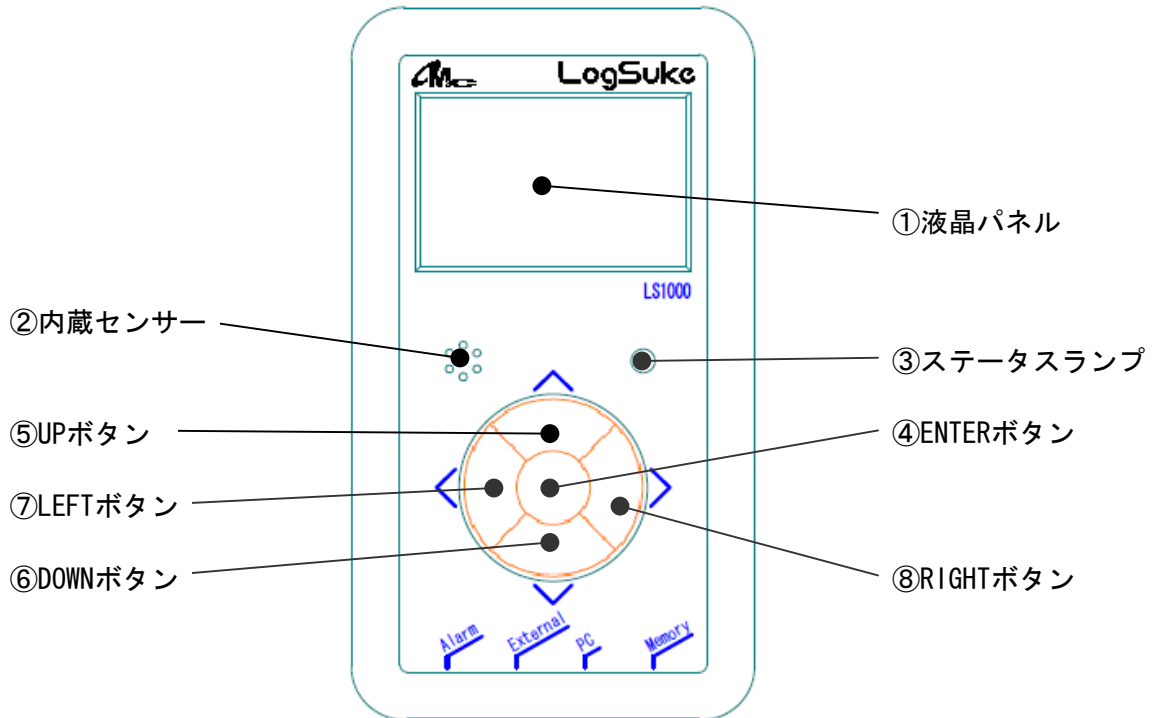 AMc
LogSuke
①液晶パネル
LS1000
②内蔵センサー
③ステータスランプ
⑤UPボタン
④ENTERボタン
⑦LEFTボタン
⑥DOWNボタン
⑧RIGHTボタン
Alarm
External
PC
Memory